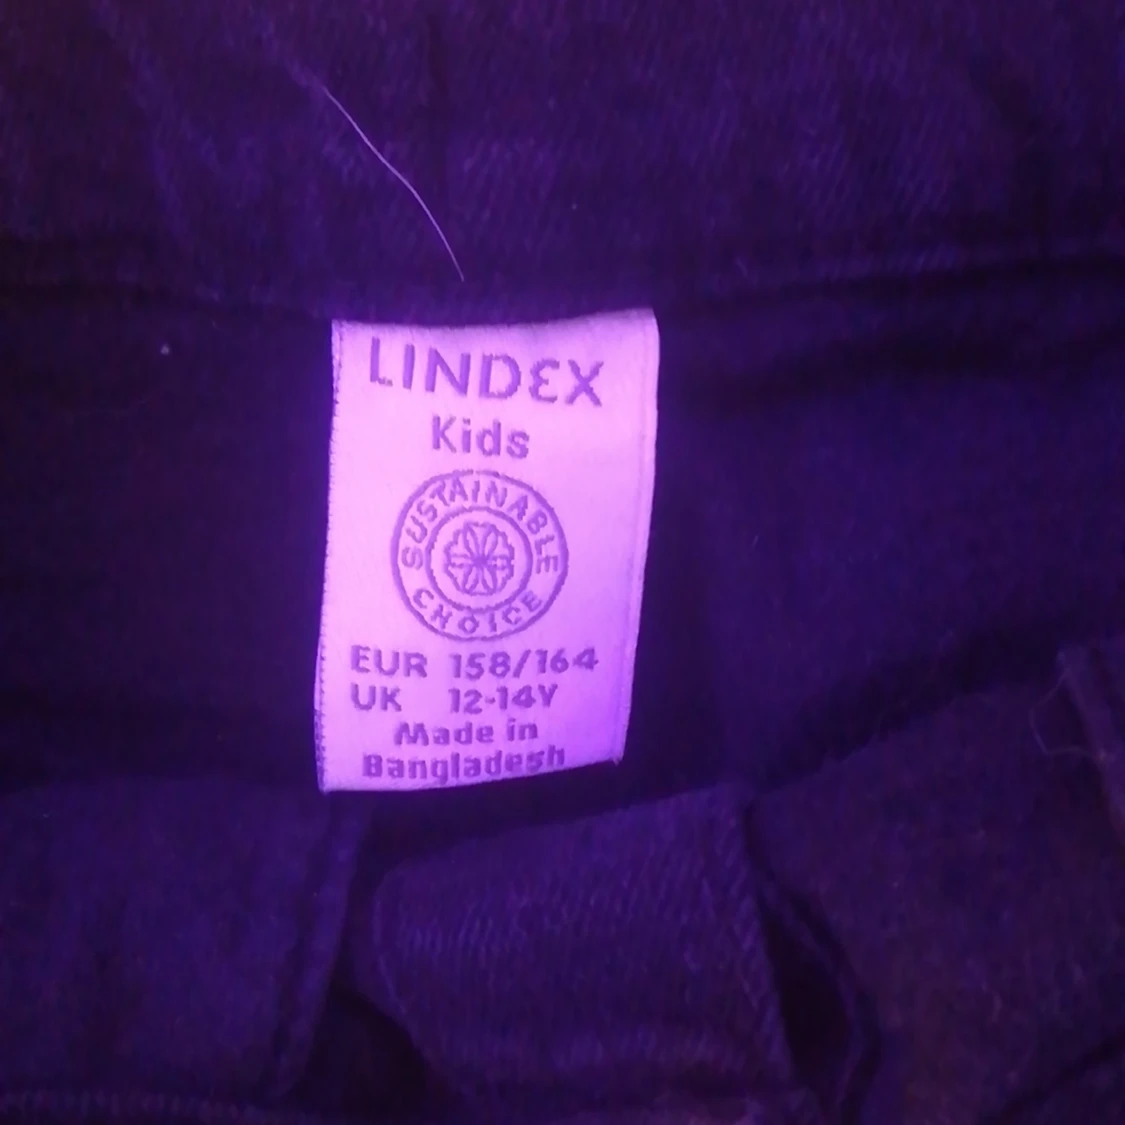 LINDEX
Kids
SUSTAINABLE
CHOICE
EUR 158/164
UK 12-14Y
Made in
Bangladesh